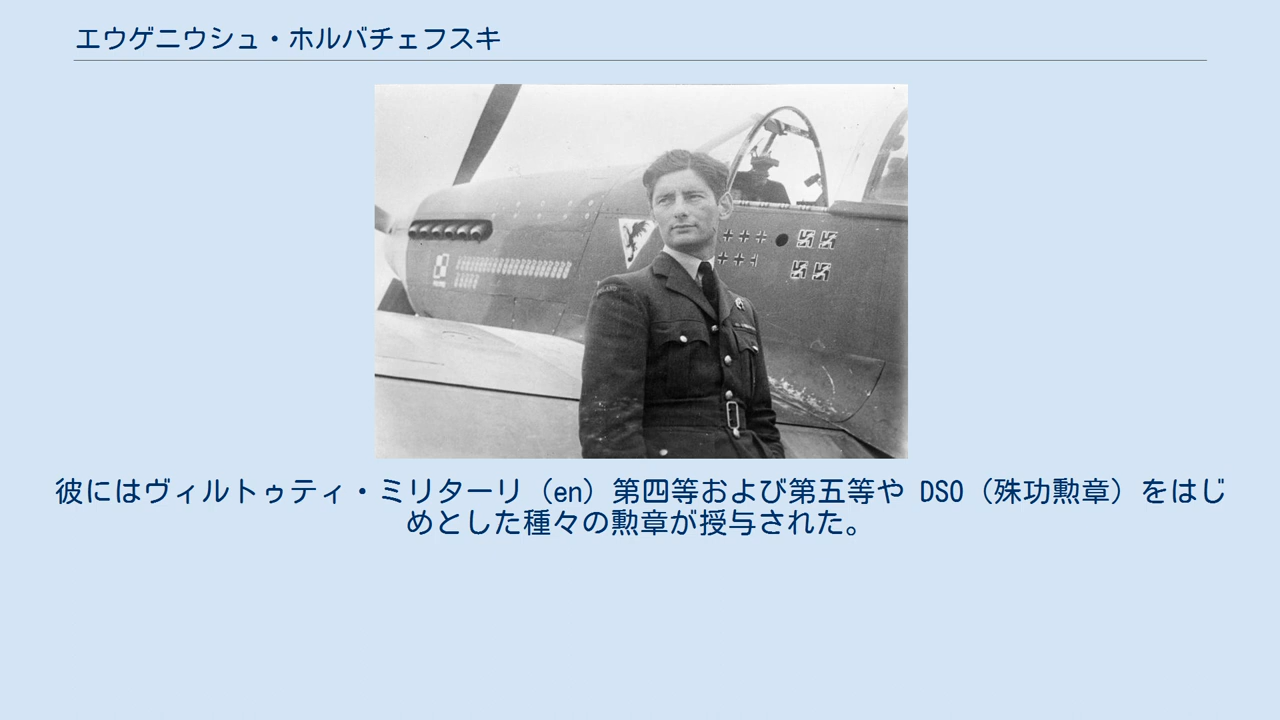 エウゲニウシュ・ホルバチェフスキ
彼にはヴィルトゥティ・ミリターリ（en）第四等および第五等や DSO（殊功勲章）をはじ
めとした種々の勲章が授与された。